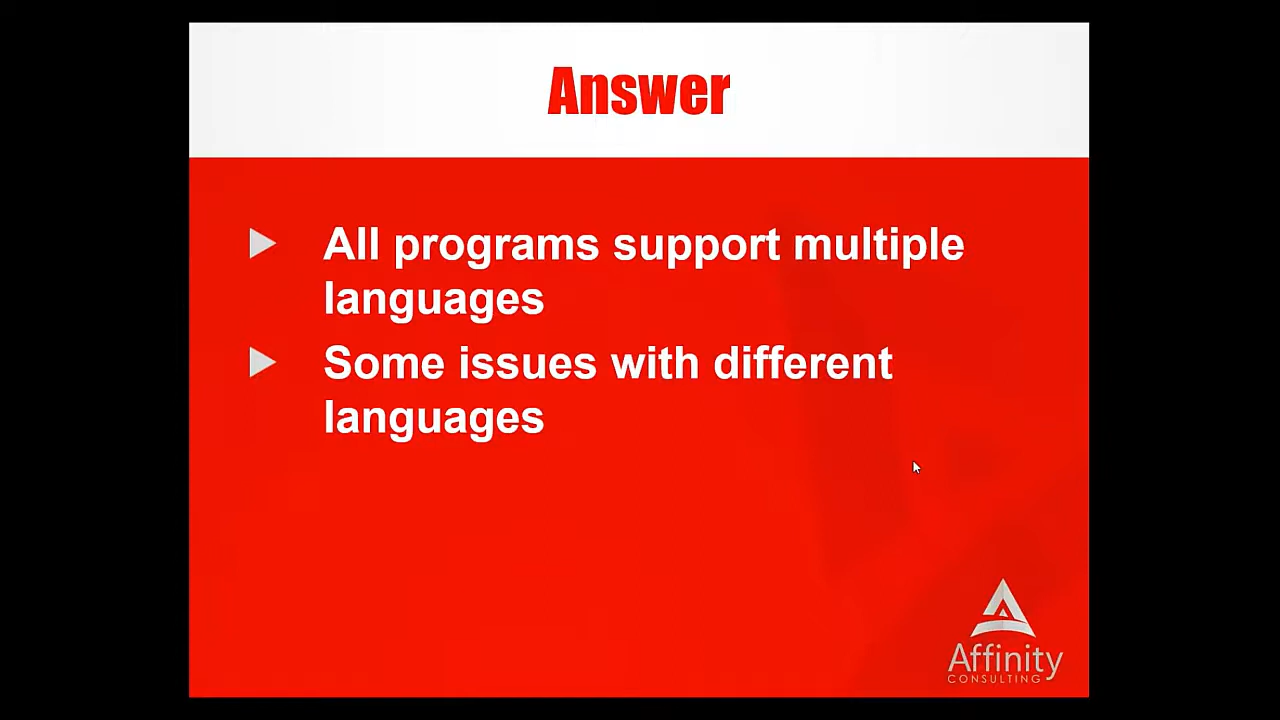 Answer
All programs support multiple
languages
Some issues with different
languages
Affinity
CONSULTING